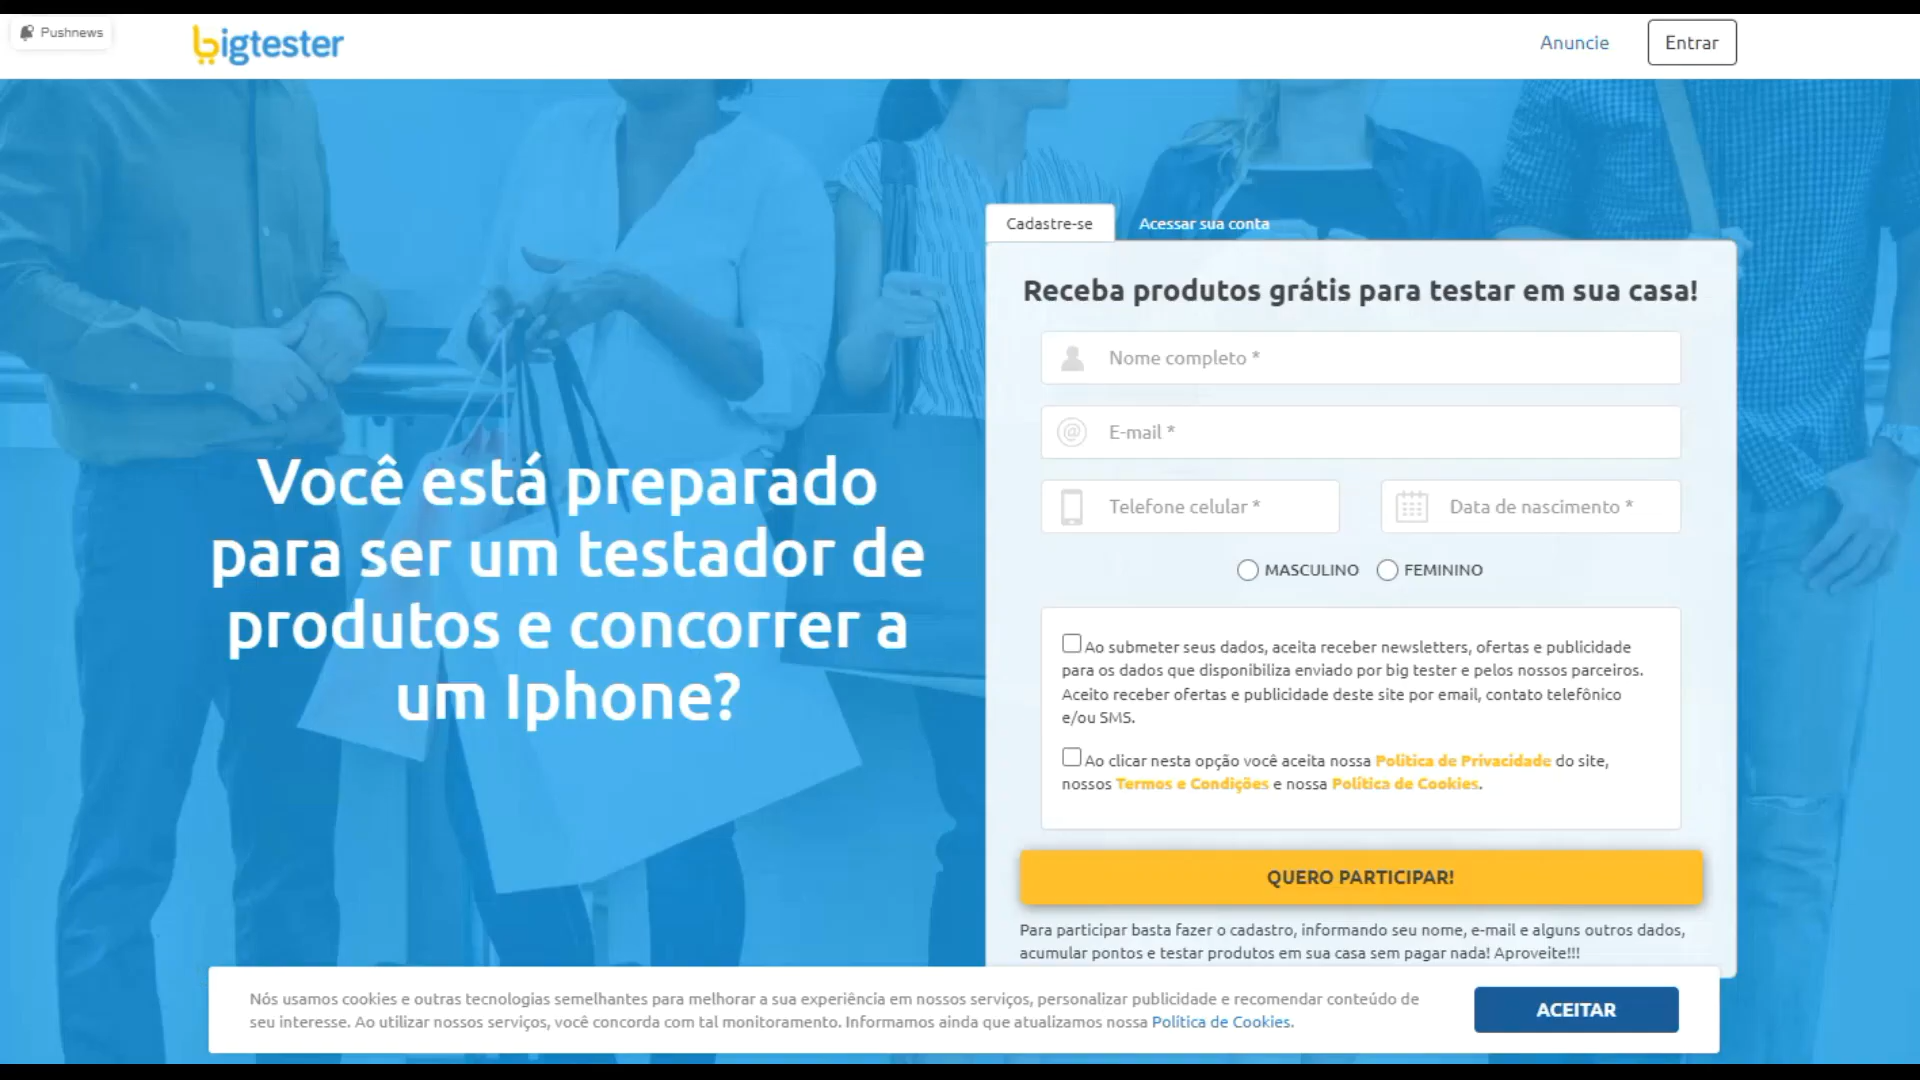 Pushnews
bigtester
Anuncie
Entrar
Você está preparado
para ser um testador de
produtos e concorrer a
um Iphone?
Cadastre-se
Acessar sua conta
Receba produtos grátis para testar em sua casa!
Nome completo *
E-mail *
Telefone celular *
Data de nascimento *
MASCULINO
FEMININO
Ao submeter seus dados, aceita receber newsletters, ofertas e publicidade
para os dados que disponibiliza enviado por big tester e pelos nossos parceiros.
Aceito receber ofertas e publicidade deste site por email, contato telefônico
e/ou SMS.
Ao clicar nesta opção você aceita nossa Politica de Privacidade do site,
nossos Termos e Condições e nossa Política de Cookies.
QUERO PARTICIPAR!
Para participar basta fazer o cadastro, informando seu nome, e-mail e alguns outros dados,
acumular pontos e testar produtos em sua casa sem pagar nada! Aproveite!!!
Nós usamos cookies e outras tecnologias semelhantes para melhorar a sua experiência em nossos serviços, personalizar publicidade e recomendar conteúdo de
seu interesse. Ao utilizar nossos serviços, você concorda com tal monitoramento. Informamos ainda que atualizamos nossa Política de Cookies.
ACEITAR